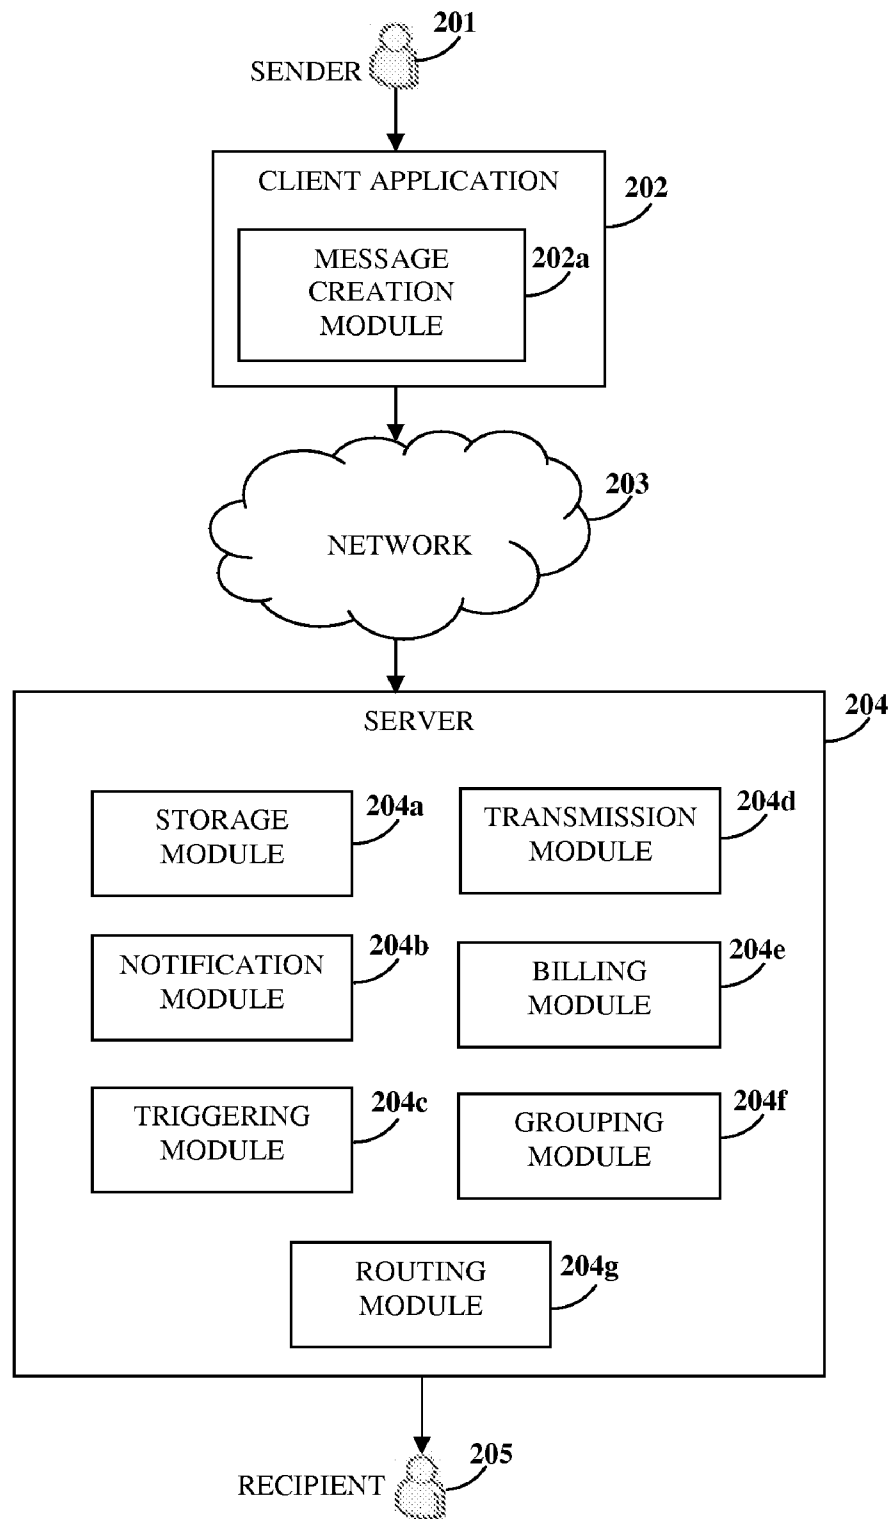 201
SENDER
CLIENT APPLICATION
202
MESSAGE
CREATION
MODULE
202a
203
NETWORK
SERVER
204
STORAGE
MODULE
204a
TRANSMISSION
MODULE
204d
NOTIFICATION
MODULE
204b
BILLING
MODULE
204e
TRIGGERING
MODULE
204c
GROUPING
MODULE
204f
ROUTING
MODULE
204g
RECIPIENT
205